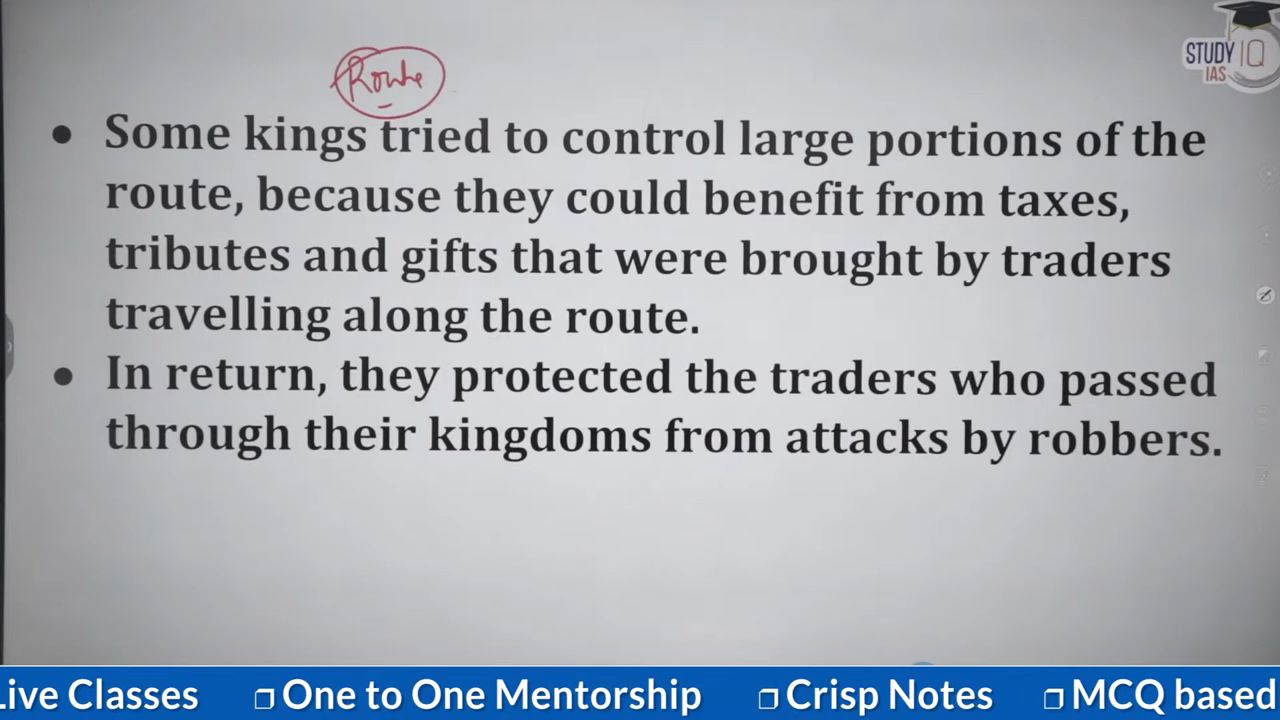 STUDY IQ
IAS
Route
• Some kings tried to control large portions of the
route, because they could benefit from taxes,
tributes and gifts that were brought by traders
travelling along the route.
• In return, they protected the traders who passed
through their kingdoms from attacks by robbers.
Live Classes ❐ One to One Mentorship ❐ Crisp Notes ❐ MCQ based